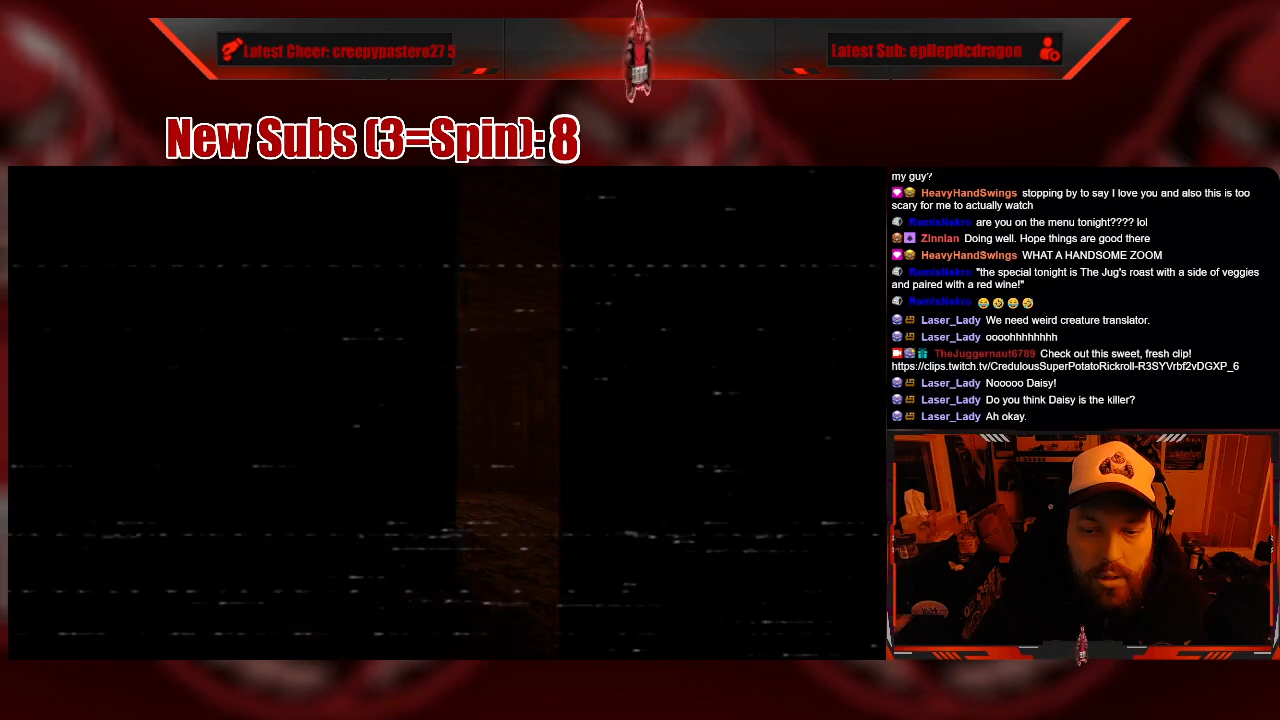 Latest Cheer: creepypastero27 5
Latest Sub: epilepticdragon
New Subs (3=Spin): 8
my guy?
HeavyHandSwings stopping by to say I love you and also this is too
scary for me to actually watch
RamisNekro are you on the menu tonight???? lol
Zinnian Doing well. Hope things are good there
HeavyHandSwings WHAT A HANDSOME ZOOM
RamisNekro "the special tonight is The Jug's roast with a side of veggies
and paired with a red wine!"
RamisNekro
Laser_Lady We need weird creature translator.
Laser_Lady oooohhhhhhhh
TheJuggernaut6789 Check out this sweet, fresh clip!
https://clips.twitch.tv/CredulousSuperPotatoRickroll-R3SYVrbf2vDGXP_6
Laser_Lady Nooooo Daisy!
Laser_Lady Do you think Daisy is the killer?
Laser_Lady Ah okay.